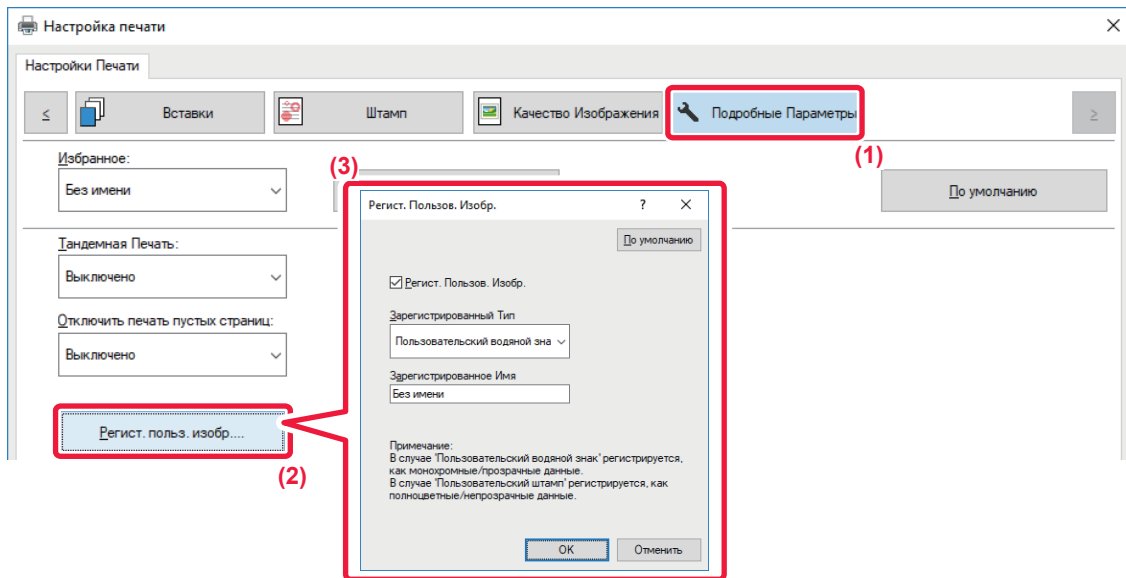 Настройка печати
Настройки Печати
<
Вставки
Штамп
Качество Изображения
Подробные Параметры
>
(1)
Избранное:
Без имени
По умолчанию
Тандемная Печать:
Выключено
Отключить печать пустых страниц:
Выключено
Регист. польз. изобр....
(2)
(3)
Регист. Пользов. Изобр.
?
По умолчанию
Регист. Пользов. Изобр.
Зарегистрированный Тип
Пользовательский водяной зна
Зарегистрированное Имя
Без имени
Примечание:
В случае 'Пользовательский водяной знак' регистрируется,
как монохромные/прозрачные данные.
В случае 'Пользовательский штамп' регистрируется, как
полноцветные/непрозрачные данные.
OK
Отменить